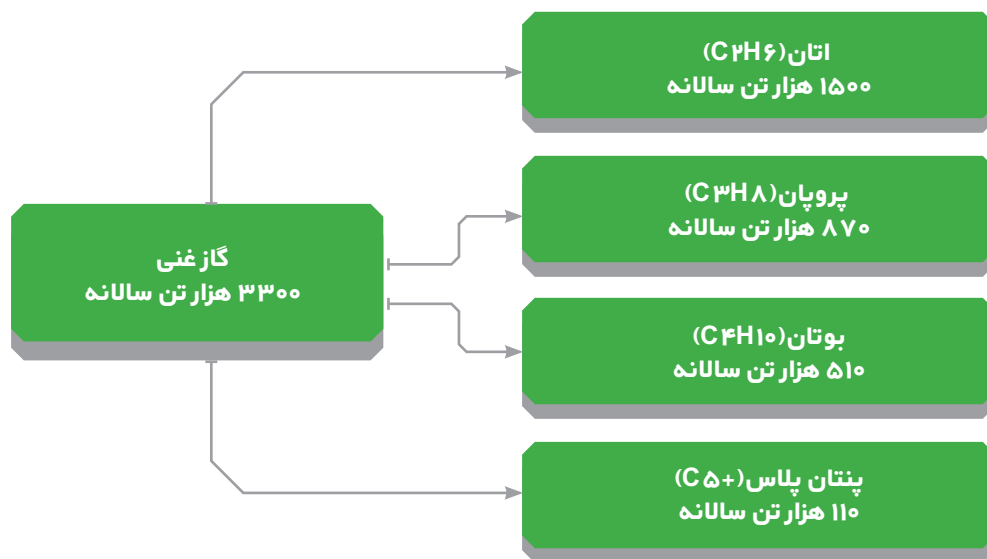 اتان(C۲H۶)
۱۵۰۰ هزار تن سالانه
پروپان(C۳H۸)
۸۷۰ هزار تن سالانه
گاز غنی
۳۳۰۰ هزار تن سالانه
بوتان(C۴H۱۰)
۵۱۰ هزار تن سالانه
پنتان پلاس(+C۵)
۱۱۰ هزار تن سالانه